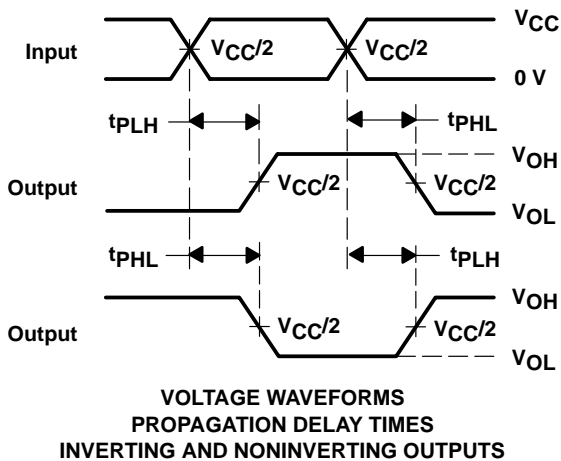 VCC
Input VCC/2 VCC/2
0 V
tPLH tPHL
VOH
Output VCC/2 VCC/2
VOL
tPHL tPLH
VOH
Output VCC/2 VCC/2
VOL
VOLTAGE WAVEFORMS
PROPAGATION DELAY TIMES
INVERTING AND NONINVERTING OUTPUTS